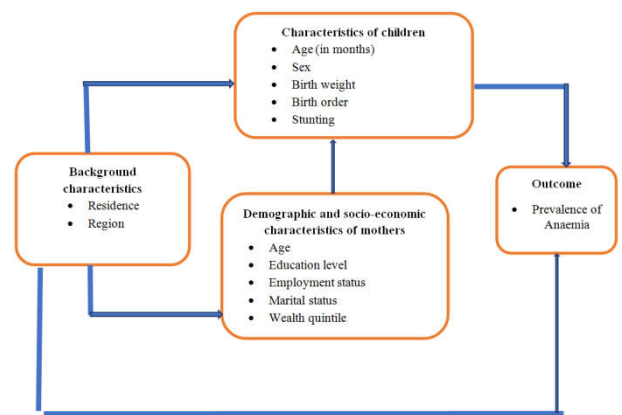 Characteristics of children
• Age (in months)
• Sex
• Birth weight
• Birth order
• Stunting
Background
characteristics
• Residence
• Region
Demographic and socio-economic
characteristics of mothers
• Age
• Education level
• Employment status
• Marital status
• Wealth quintile
Outcome
• Prevalence of
Anaemia